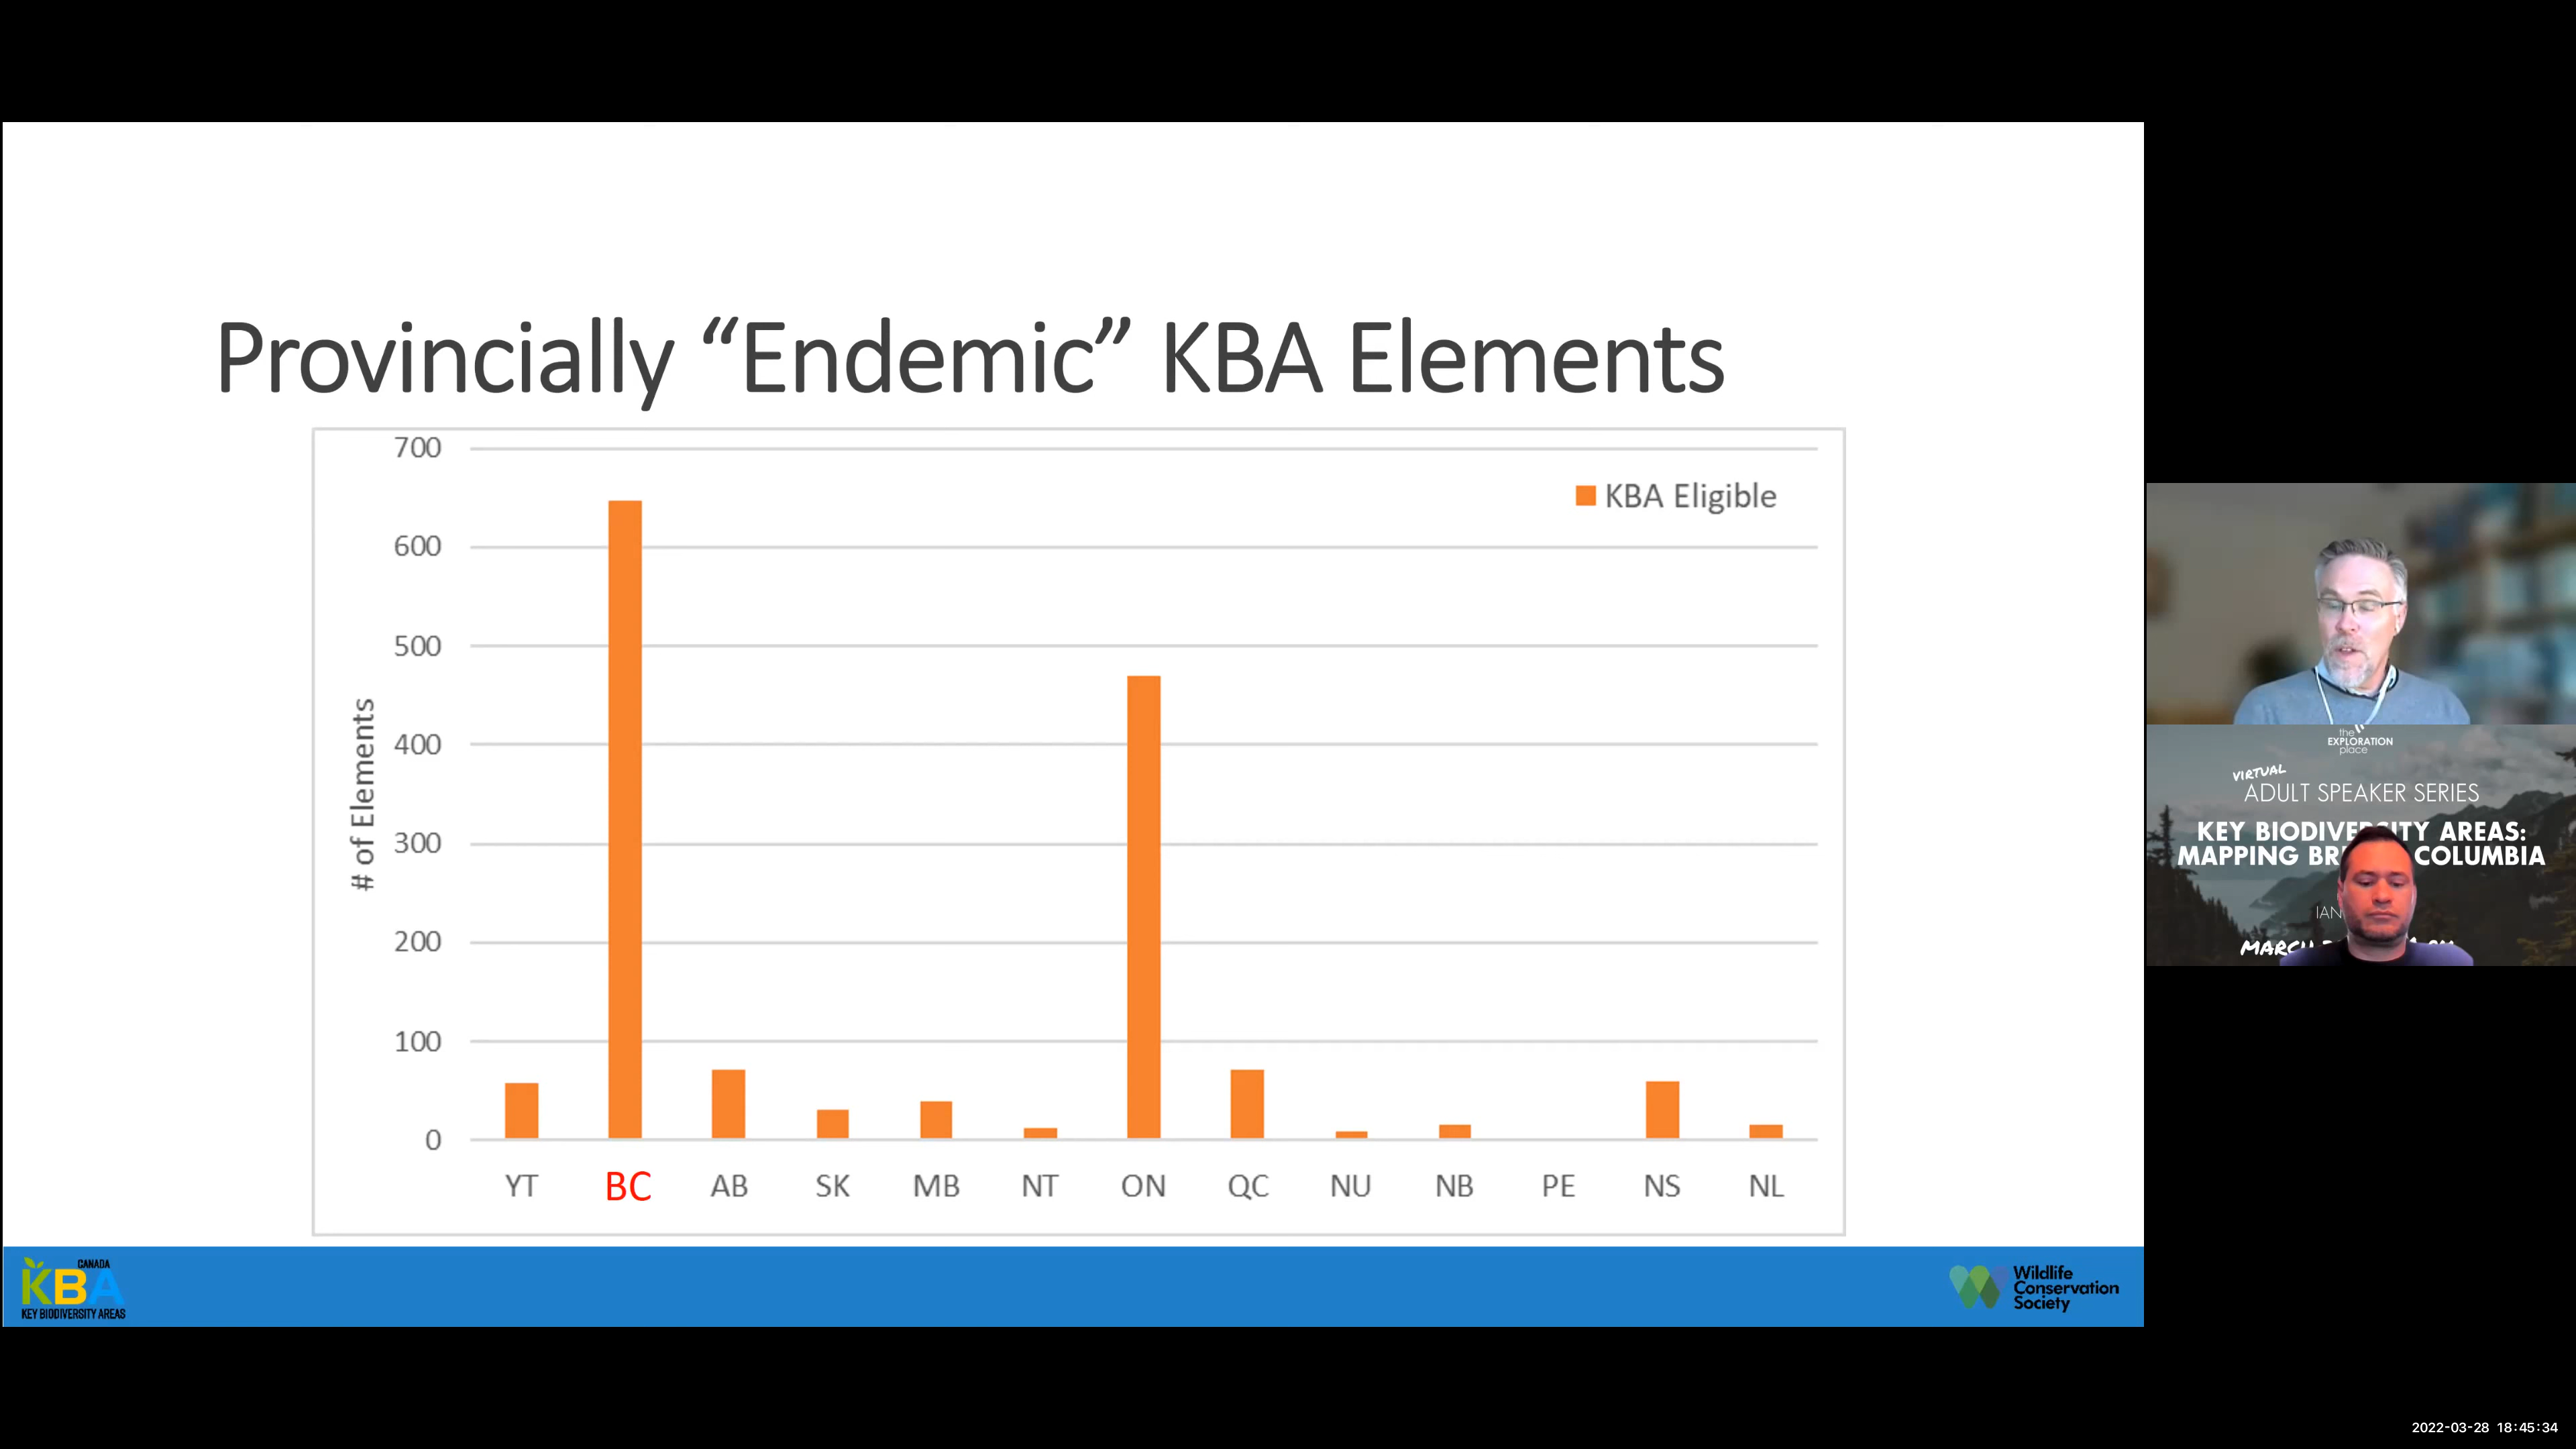 Provincially “Endemic” KBA Elements
700
600
500
400
300
200
100
0
# of Elements
KBA Eligible
YT BC AB SK MB NT ON QC NU NB PE NS NL
CANADA
KBA
KEY BIODIVERSITY AREAS
Wildlife
Conservation
Society
the
EXPLORATION
place
VIRTUAL
ADULT SPEAKER SERIES
KEY BIODIVERSITY AREAS:
MAPPING COLUMBIA
IAN
2022-03-28 18:45:34